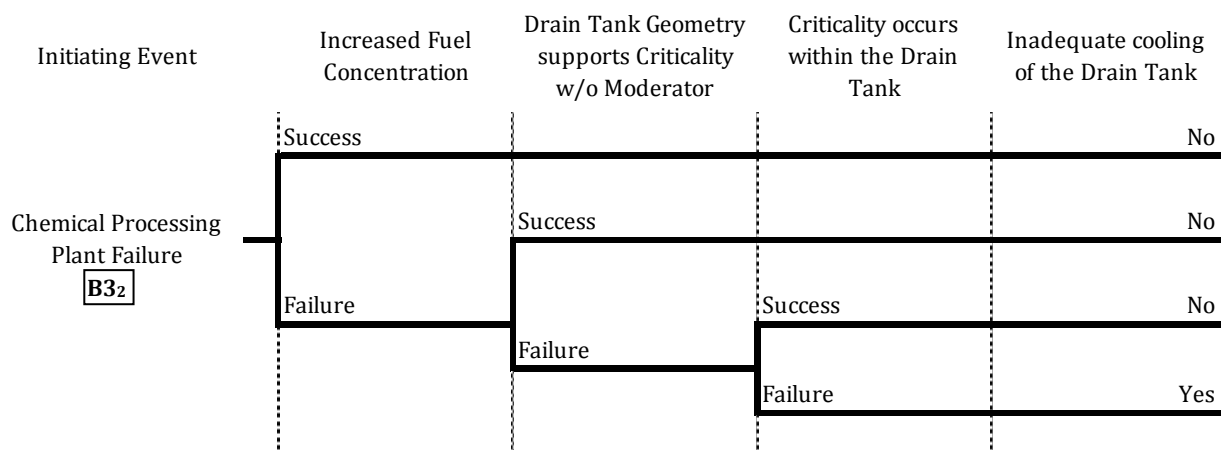 Initiating Event
Increased Fuel
Concentration
Drain Tank Geometry
supports Criticality
w/o Moderator
Criticality occurs
within the Drain
Tank
Inadequate cooling
of the Drain Tank
Success
No
Chemical Processing
Plant Failure
B3₂
Success
No
Failure
Success
No
Failure
Failure
Yes